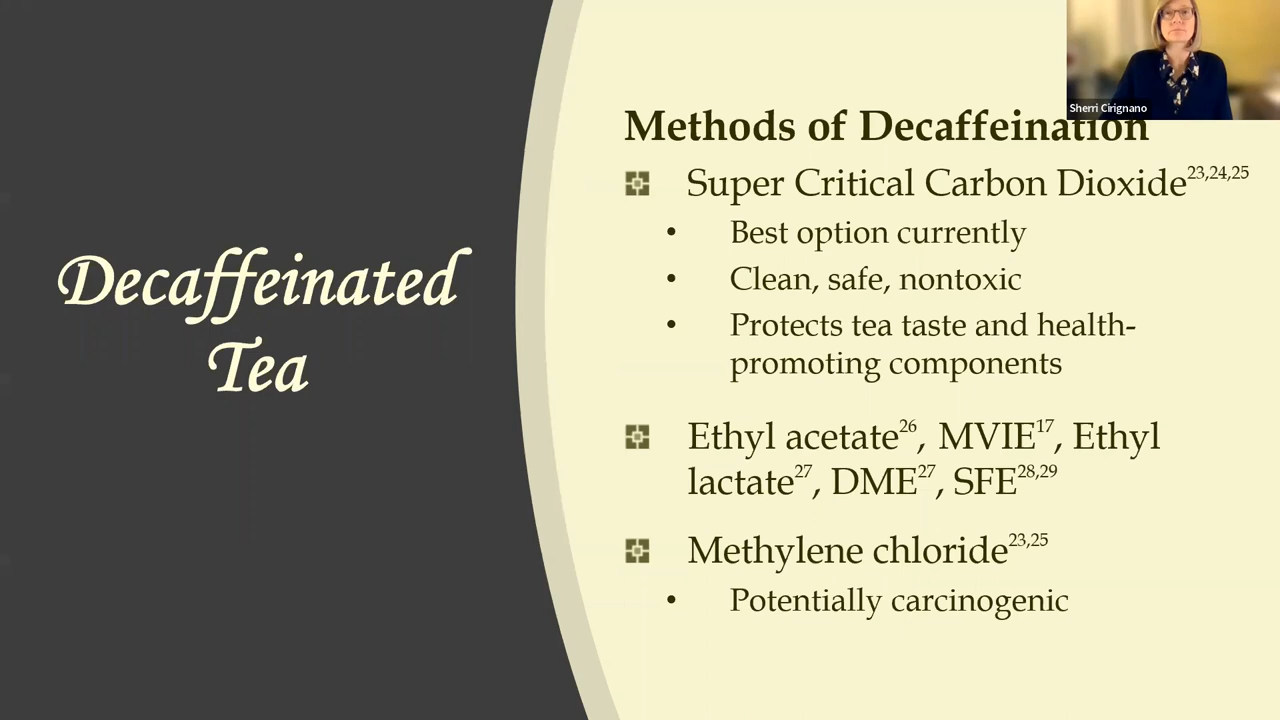 Sherri Cirignano
Decaffeinated
Tea
Methods of Decaffeination
Super Critical Carbon Dioxide23,24,25
• Best option currently
• Clean, safe, nontoxic
• Protects tea taste and health-
promoting components
Ethyl acetate26, MVIE17, Ethyl
lactate27, DME27, SFE28,29
Methylene chloride23,25
• Potentially carcinogenic